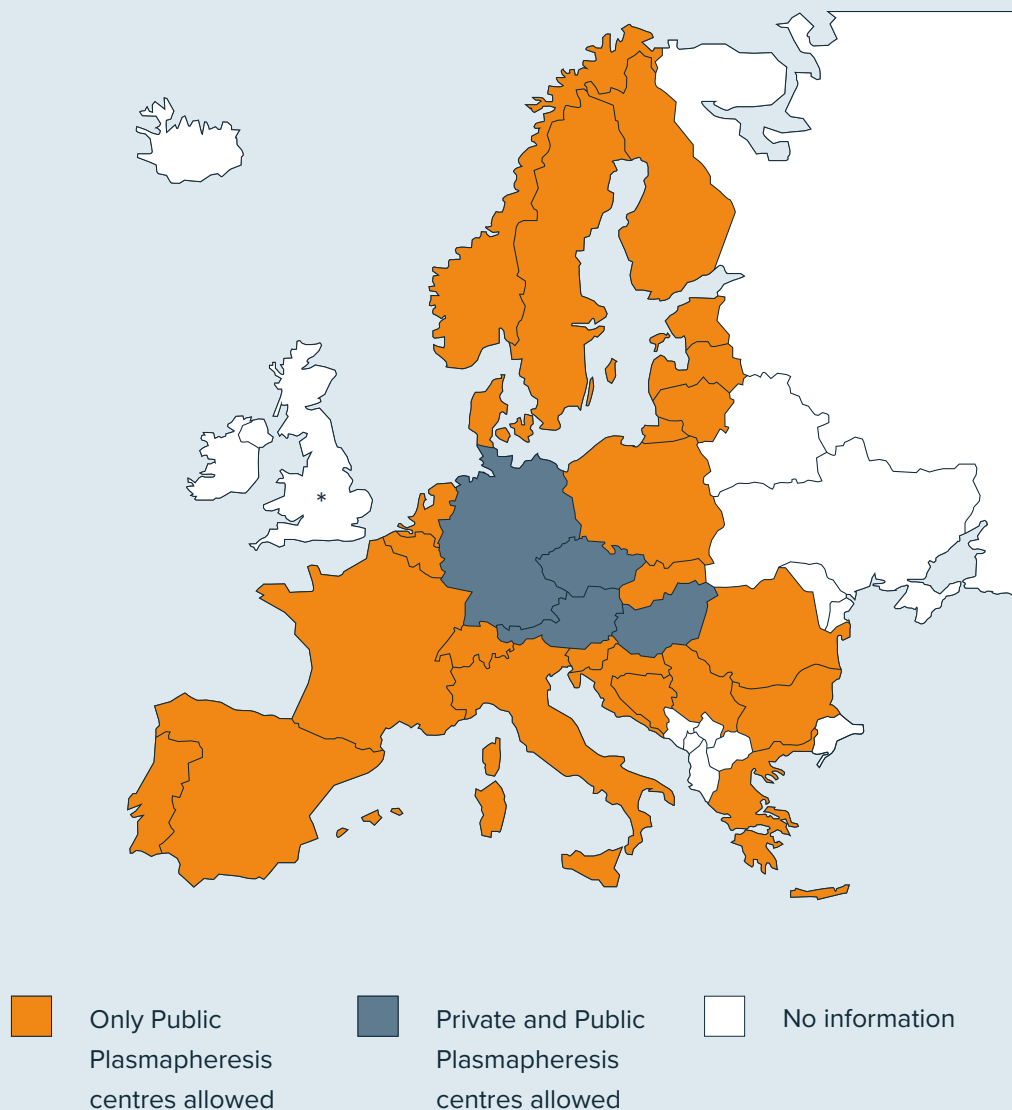 *
Only Public
Plasmapheresis
centres allowed
Private and Public
Plasmapheresis
centres allowed
No information